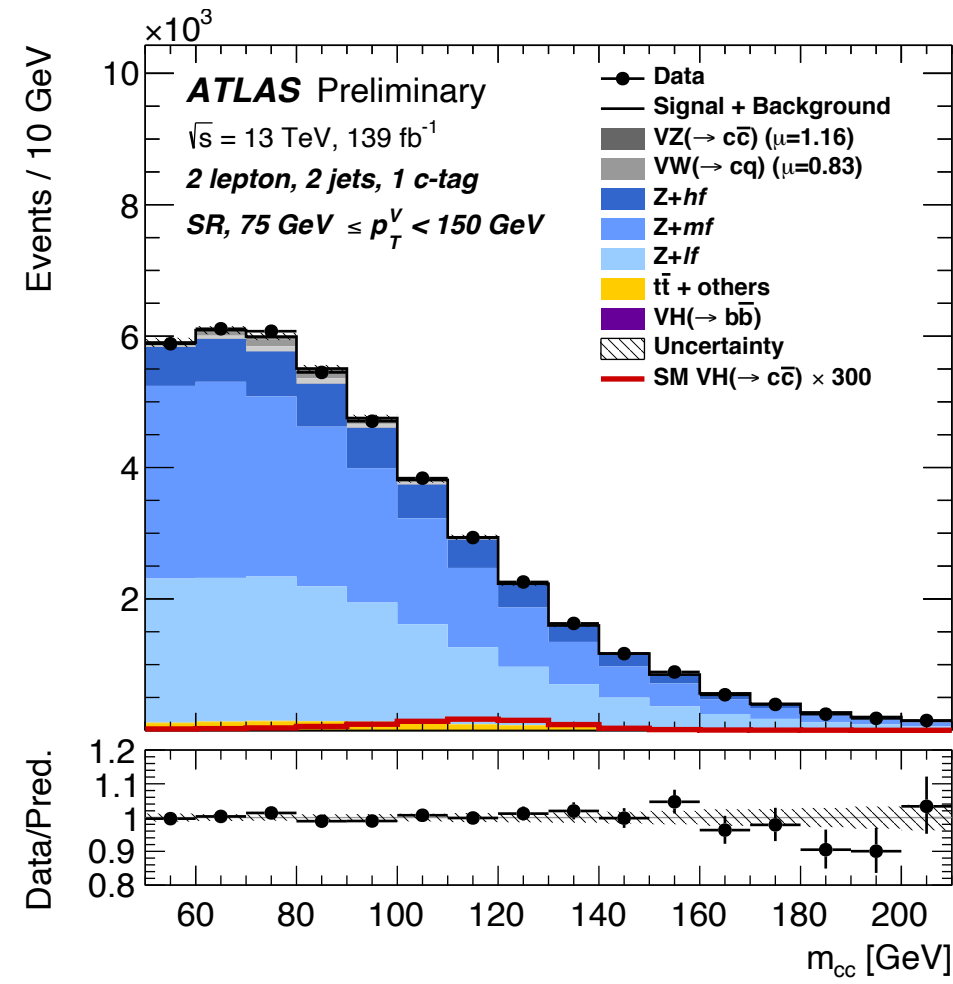 ×10³
Events / 10 GeV
10
8
6
4
2
ATLAS Preliminary
√s = 13 TeV, 139 fb⁻¹
2 lepton, 2 jets, 1 c-tag
SR, 75 GeV ≤ p_T^V < 150 GeV
Data
Signal + Background
VZ(→ cc̅) (μ=1.16)
VW(→ cq) (μ=0.83)
Z+hf
Z+mf
Z+lf
tt̅ + others
VH(→ bb̅)
Uncertainty
SM VH(→ cc̅) × 300
Data/Pred.
1.2
1.1
1
0.9
0.8
60 80 100 120 140 160 180 200
m_cc [GeV]